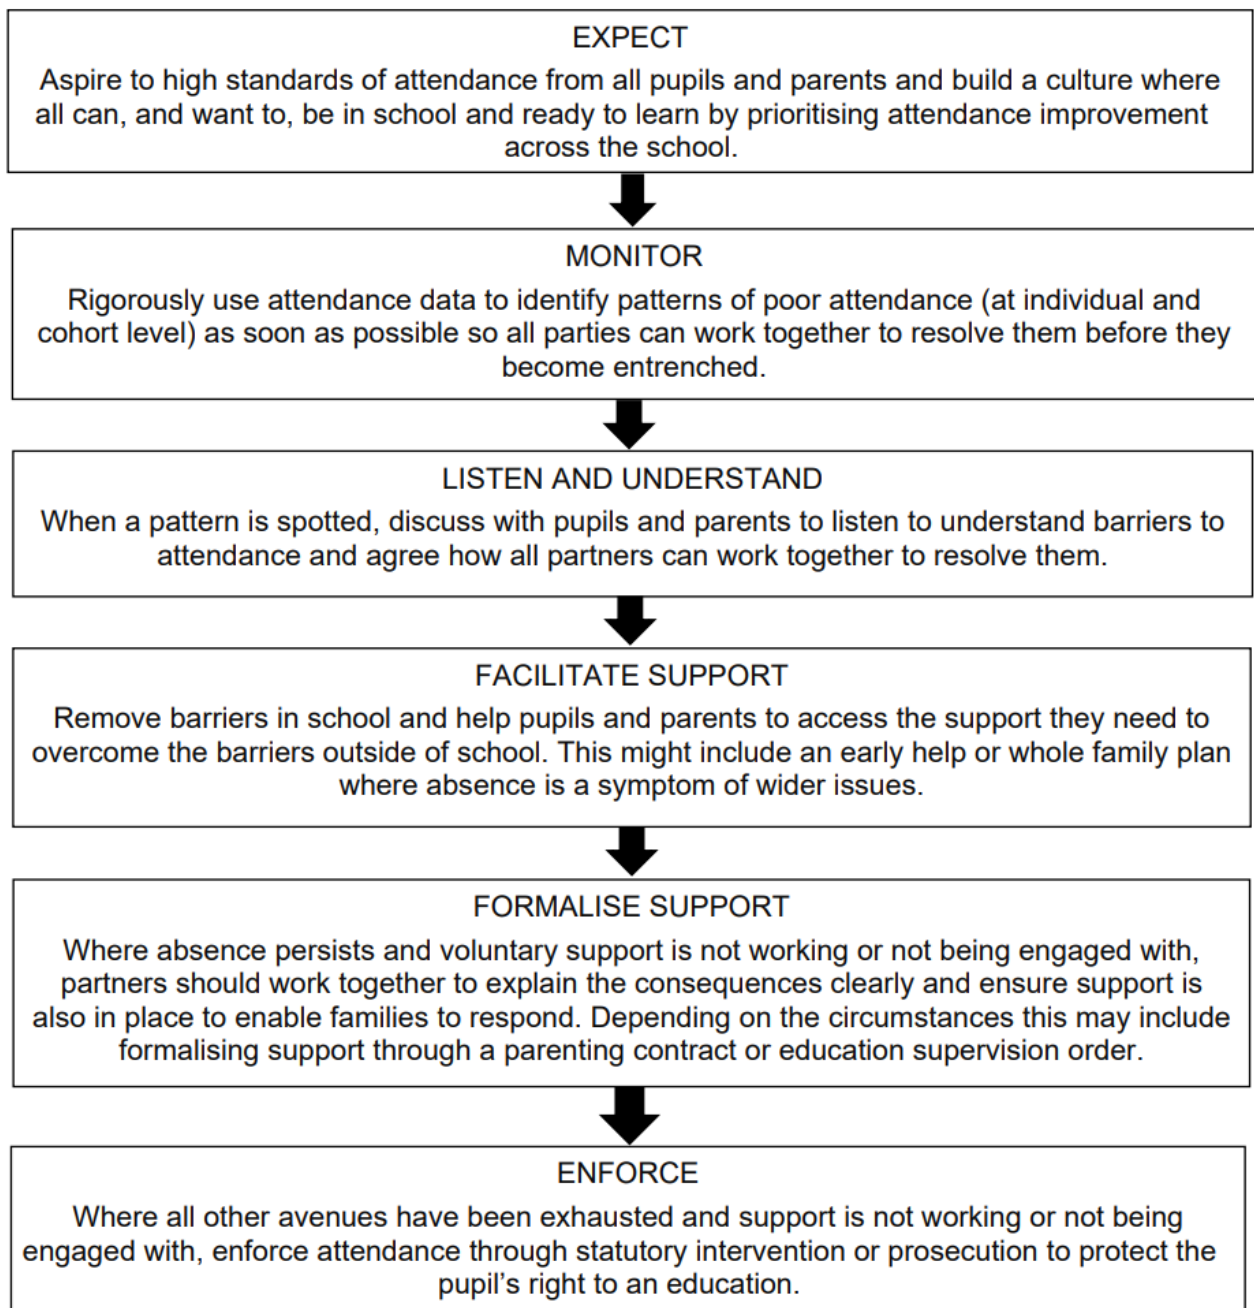 EXPECT
Aspire to high standards of attendance from all pupils and parents and build a culture where
all can, and want to, be in school and ready to learn by prioritising attendance improvement
across the school.
MONITOR
Rigorously use attendance data to identify patterns of poor attendance (at individual and
cohort level) as soon as possible so all parties can work together to resolve them before they
become entrenched.
LISTEN AND UNDERSTAND
When a pattern is spotted, discuss with pupils and parents to listen to understand barriers to
attendance and agree how all partners can work together to resolve them.
FACILITATE SUPPORT
Remove barriers in school and help pupils and parents to access the support they need to
overcome the barriers outside of school. This might include an early help or whole family plan
where absence is a symptom of wider issues.
FORMALISE SUPPORT
Where absence persists and voluntary support is not working or not being engaged with,
partners should work together to explain the consequences clearly and ensure support is
also in place to enable families to respond. Depending on the circumstances this may include
formalising support through a parenting contract or education supervision order.
ENFORCE
Where all other avenues have been exhausted and support is not working or not being
engaged with, enforce attendance through statutory intervention or prosecution to protect the
pupil's right to an education.